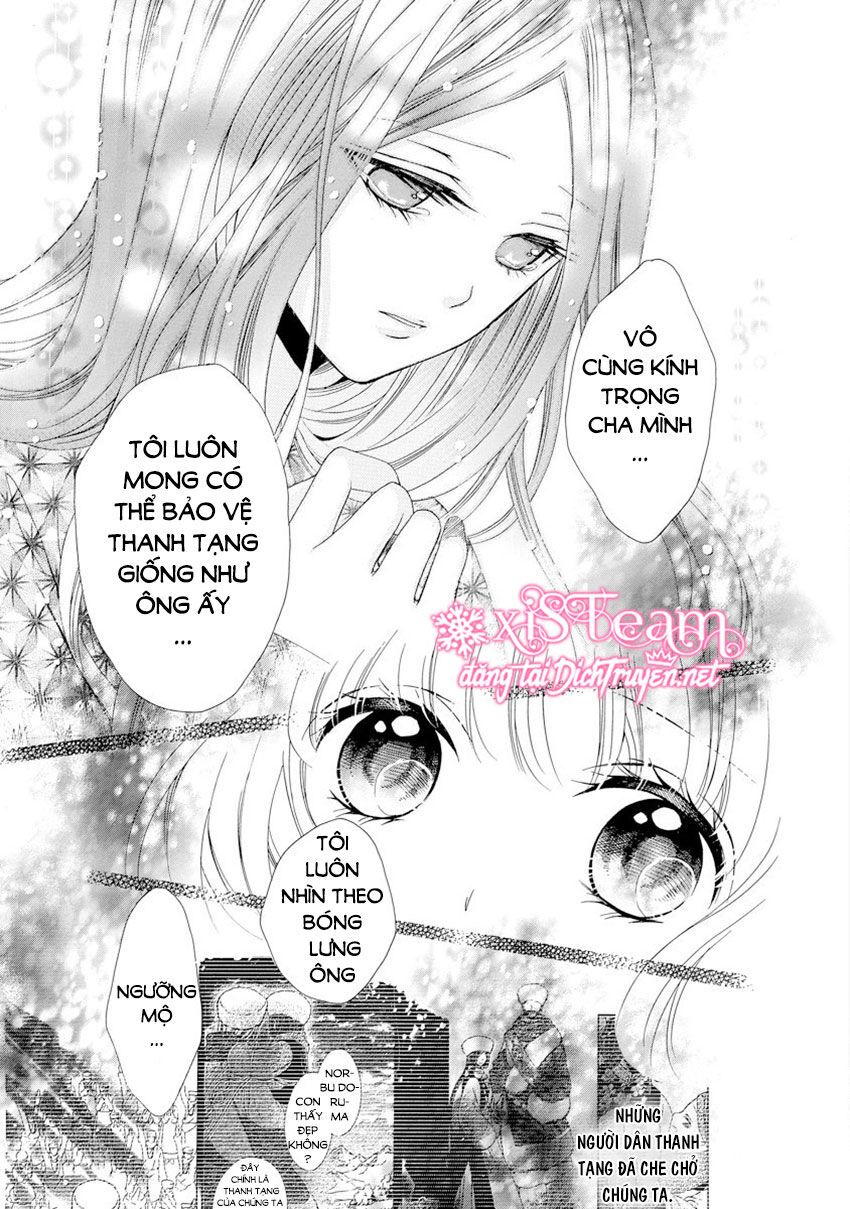 VÔ
CÙNG KÍNH
TRỌNG
CHA MÌNH
...
TÔI LUÔN
MONG CÓ
THỂ BẢO VỆ
THANH TẠNG
GIỐNG NHƯ
ÔNG ẤY
...
xiSTeam
đăng tại DichTruyen.net
TÔI
LUÔN
NHÌN THEO
BÓNG
LƯNG
ÔNG
NGƯỠNG
MỘ
...
NHỮNG
NGƯỜI DÂN THANH
TẠNG ĐÃ CHE CHỞ
CHÚNG TA.
NOR-
BU DO-
RU-
MA
CON
THẤY
ĐẸP
KHÔNG
?
ĐÂY
CHÍNH LÀ
THANH TẠNG
CỦA CHÚNG TA